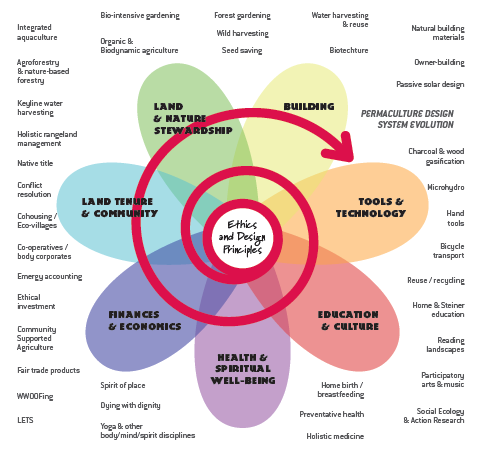 Bio-intensive gardening
Organic &
Biodynamic agriculture
Forest gardening
Wild harvesting
Seed saving
Water harvesting
& reuse
Biotechture
Integrated
aquaculture
Agroforestry
& nature-based
forestry
Keyline water
harvesting
Holistic rangeland
management
Native title
Conflict
resolution
Cohousing /
Eco-villages
Co-operatives /
body corporates
Emergy accounting
Ethical
investment
Community
Supported
Agriculture
Fair trade products
WWOOFing
LETS
Natural building
materials
Owner-building
Passive solar design
PERMACULTURE DESIGN
SYSTEM EVOLUTION
Charcoal & wood
gasification
Microhydro
Hand
tools
Bicycle
transport
Reuse / recycling
Home & Steiner
education
Reading
landscapes
Participatory
arts & music
Social Ecology
& Action Research
LAND
& NATURE
STEWARDSHIP
BUILDING
LAND TENURE
& COMMUNITY
TOOLS &
TECHNOLOGY
Ethics
and Design
Principles
FINANCES
& ECONOMICS
EDUCATION
& CULTURE
HEALTH &
SPIRITUAL
WELL-BEING
Spirit of place
Dying with dignity
Yoga & other
body/mind/spirit disciplines
Home birth /
breastfeeding
Preventative health
Holistic medicine